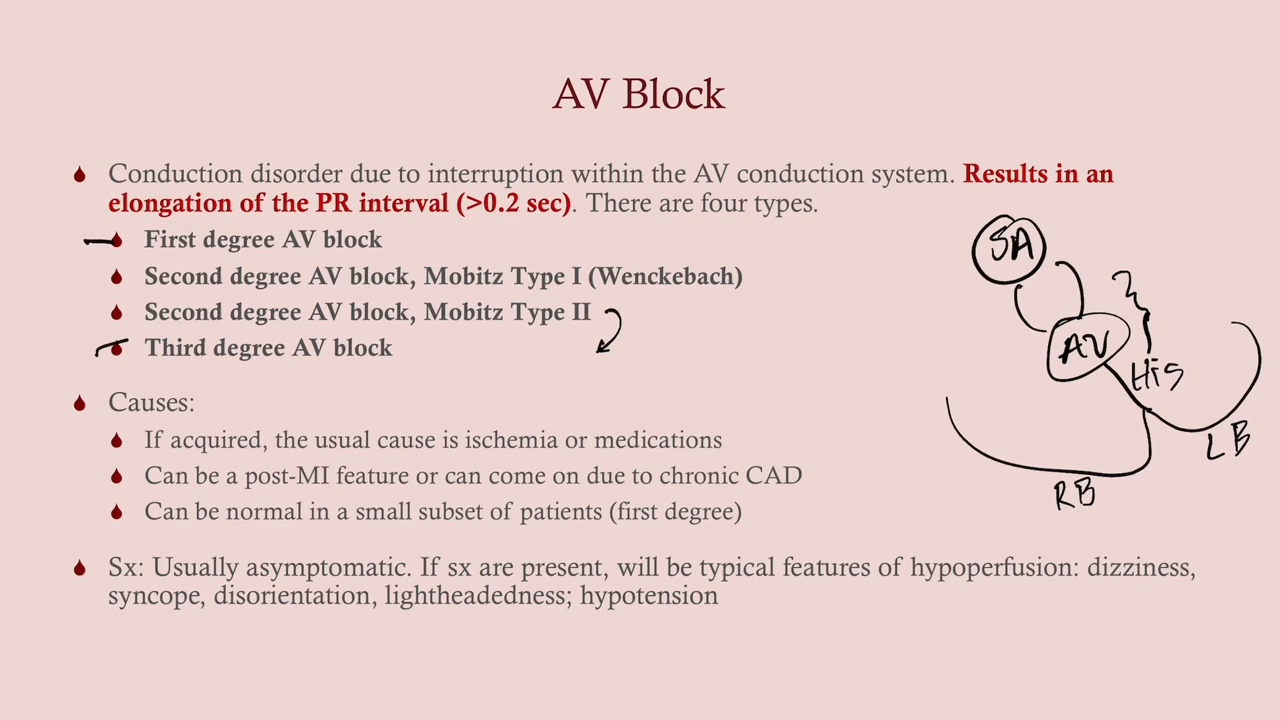 AV Block
Conduction disorder due to interruption within the AV conduction system. Results in an
elongation of the PR interval (>0.2 sec). There are four types.
First degree AV block
Second degree AV block, Mobitz Type I (Wenckebach)
Second degree AV block, Mobitz Type II
Third degree AV block
Causes:
If acquired, the usual cause is ischemia or medications
Can be a post-MI feature or can come on due to chronic CAD
Can be normal in a small subset of patients (first degree)
Sx: Usually asymptomatic. If sx are present, will be typical features of hypoperfusion: dizziness,
syncope, disorientation, lightheadedness; hypotension
SA
AV
His
LB
RB